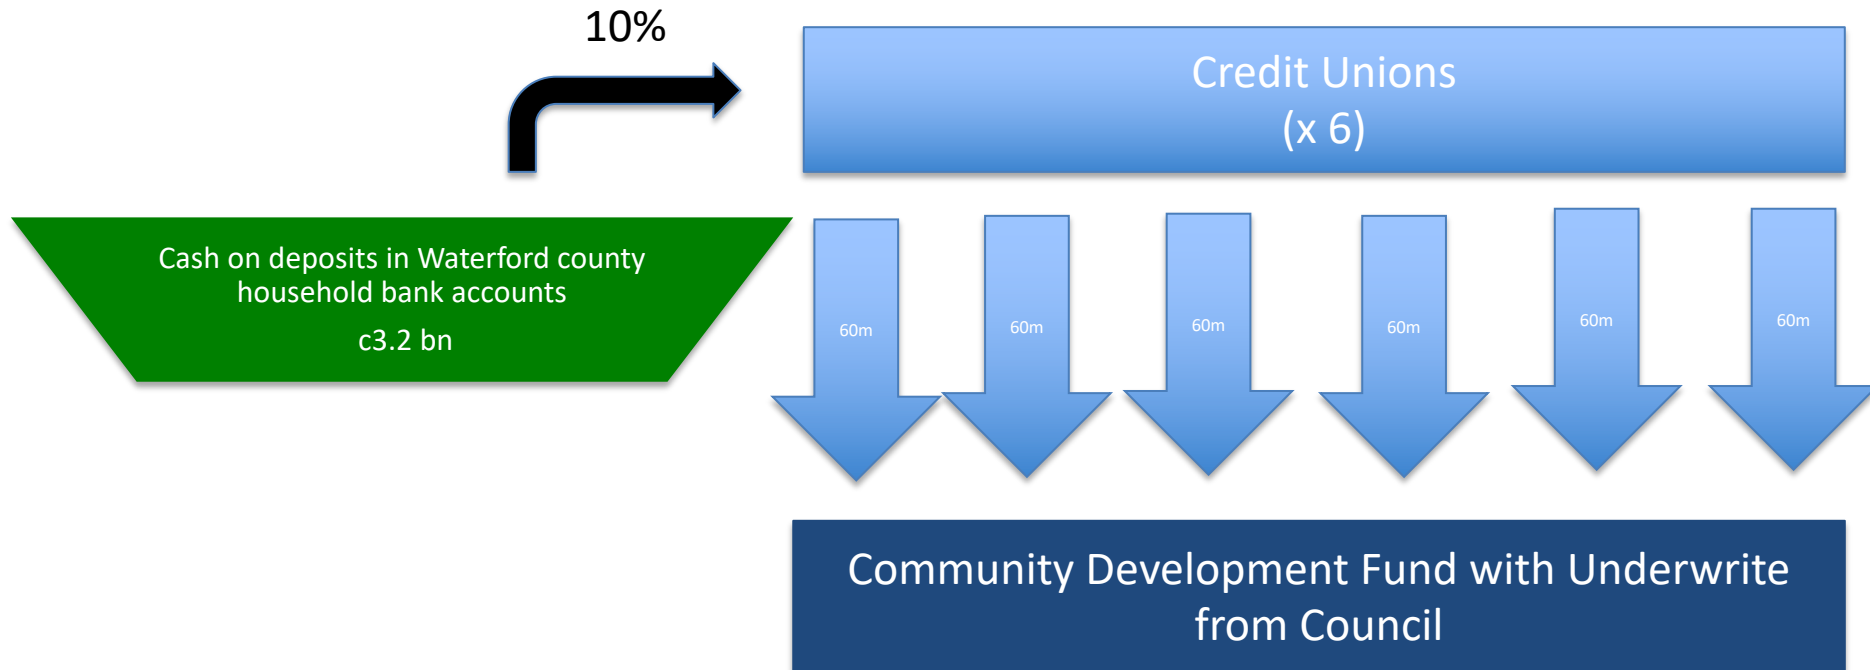 10%
Credit Unions
(x 6)
Cash on deposits in Waterford county
household bank accounts
c3.2 bn
60m
60m
60m
60m
60m
60m
Community Development Fund with Underwrite
from Council